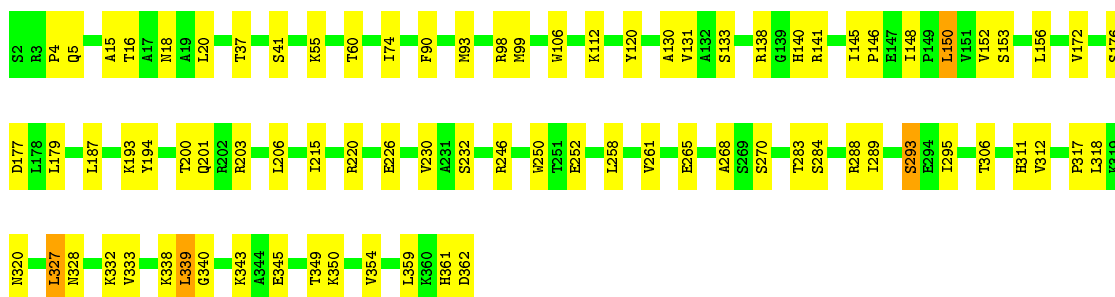 S2 R3 P4 Q5 A15 T16 A17 N18 A19 L20 T37 S41 K55 T60 I74 F90 M93 R98 M99 W106 K112 Y120 A130 V131 A132 S133 R138 G139 H140 R141 I145 P146 E147 I148 P149 L150 V151 V152 S153 L156 V172 S176
D177 L178 L179 L187 K193 Y194 T200 Q201 R202 R203 L206 I215 R220 E226 V230 A231 S232 R246 W250 T251 E252 L258 V261 E265 A268 S269 S270 T283 S284 R288 I289 S293 E294 I295 T306 H311 V312 P317 L318 K319
N320 L327 N328 K332 V333 K338 L339 G340 K343 A344 E345 T349 K350 V354 L359 K360 H361 D362